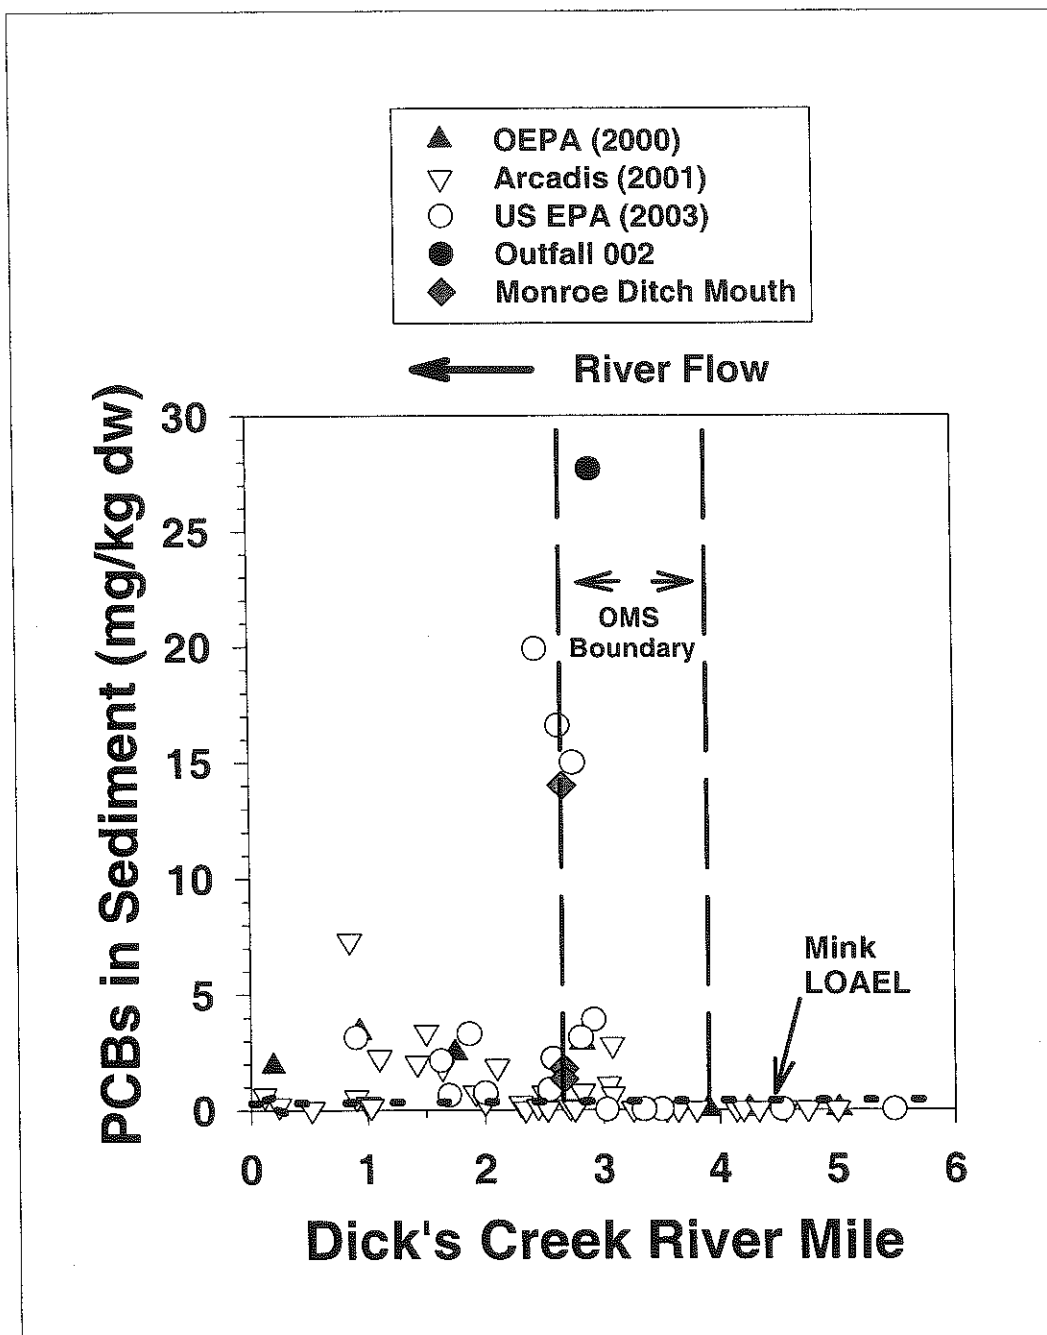 OEPA (2000)
Arcadis (2001)
US EPA (2003)
Outfall 002
Monroe Ditch Mouth
River Flow
PCBs in Sediment (mg/kg dw)
30
25
20
15
10
5
0
OMS
Boundary
Mink
LOAEL
0 1 2 3 4 5 6
Dick's Creek River Mile